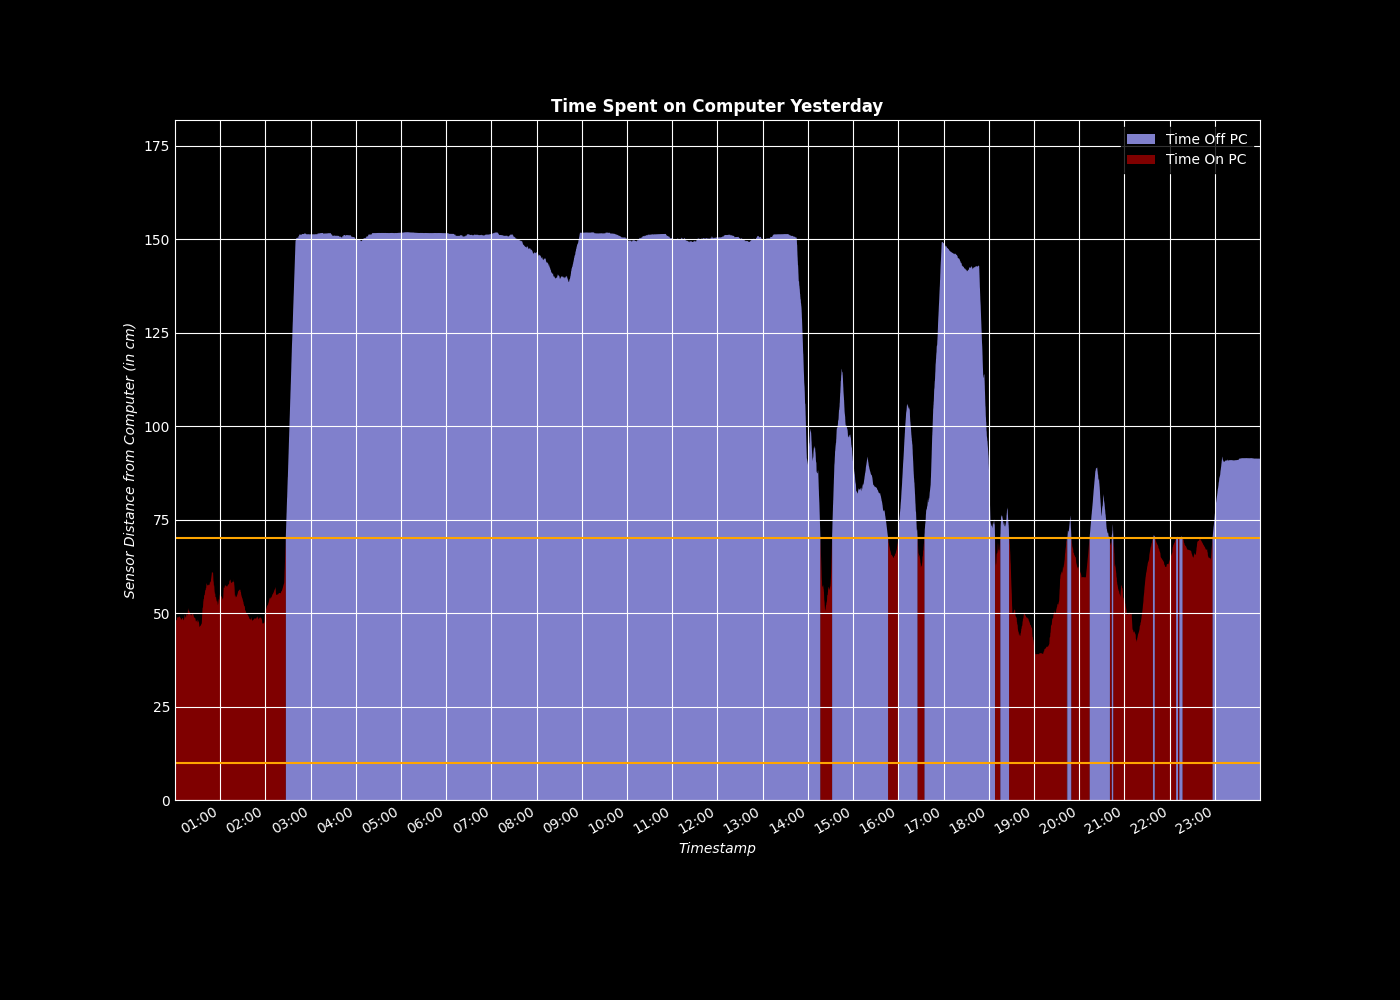 Time Spent on Computer Yesterday
Time Off PC
Time On PC
175
150
125
100
75
50
25
0
Sensor Distance from Computer (in cm)
01:00 02:00 03:00 04:00 05:00 06:00 07:00 08:00 09:00 10:00 11:00 12:00 13:00 14:00 15:00 16:00 17:00 18:00 19:00 20:00 21:00 22:00 23:00
Timestamp